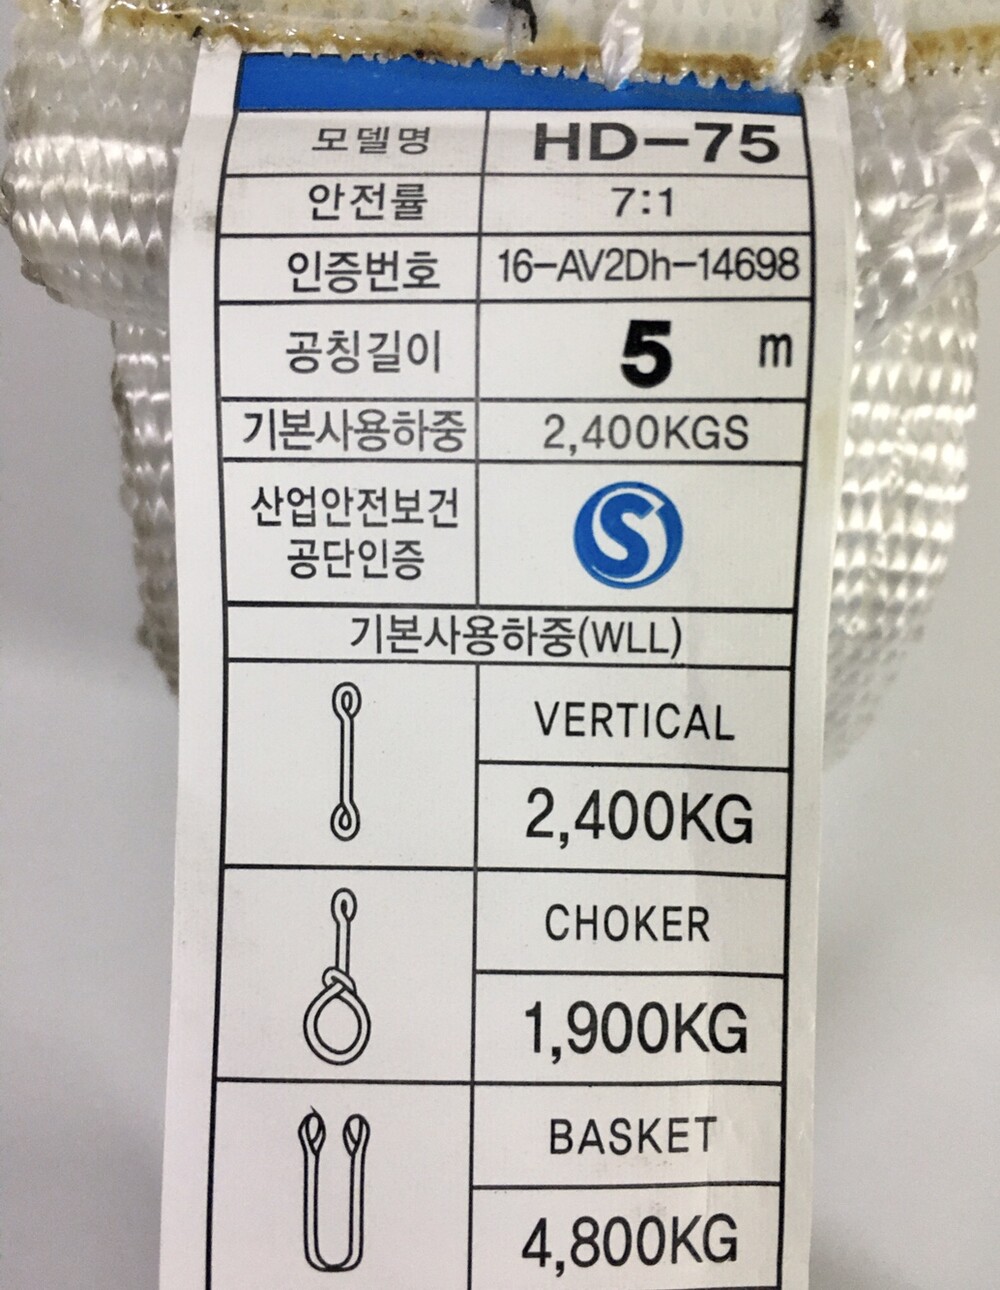 모델명 HD-75
안전률 7:1
인증번호 16-AV2Dh-14698
공칭길이 5 m
기본사용하중 2,400KGS
산업안전보건
공단인증
S
기본사용하중(WLL)
VERTICAL
2,400KG
CHOKER
1,900KG
BASKET
4,800KG